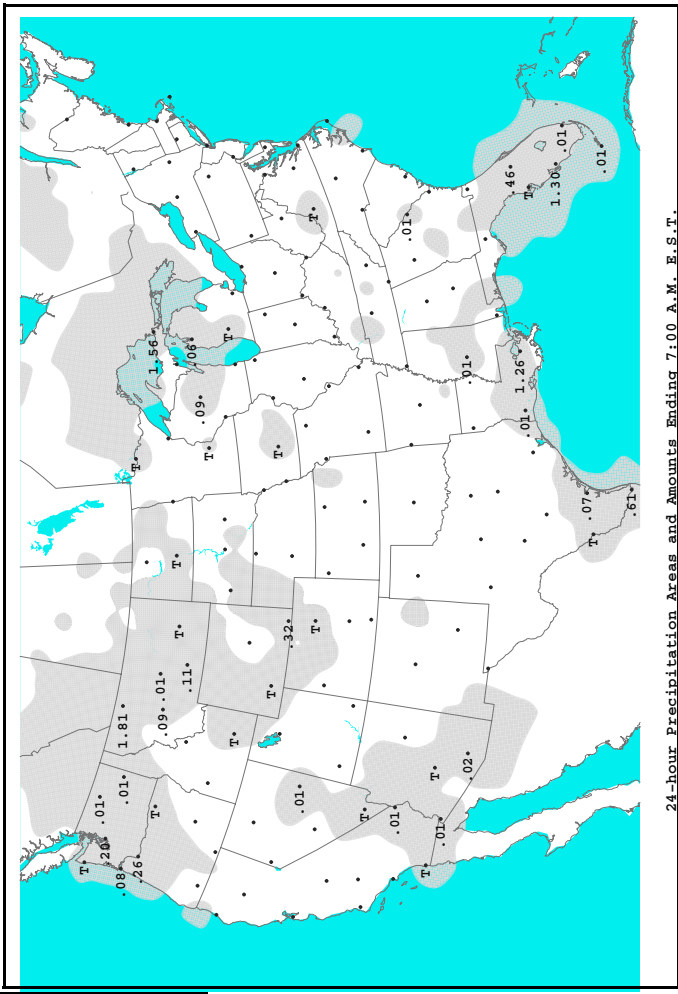 T
.01
.20
.08
1.81
.01
T
.26
1.56
T
.01
.09
T
T
.11
.06
.09
T
T
T
T
T
.32
.01
T
T
T
.01
.01
T
T
.01
.02
.01
.46
1.26
.01
T
1.30
.01
.07
T
.01
.61
24-hour Precipitation Areas and Amounts Ending 7:00 A.M. E.S.T.